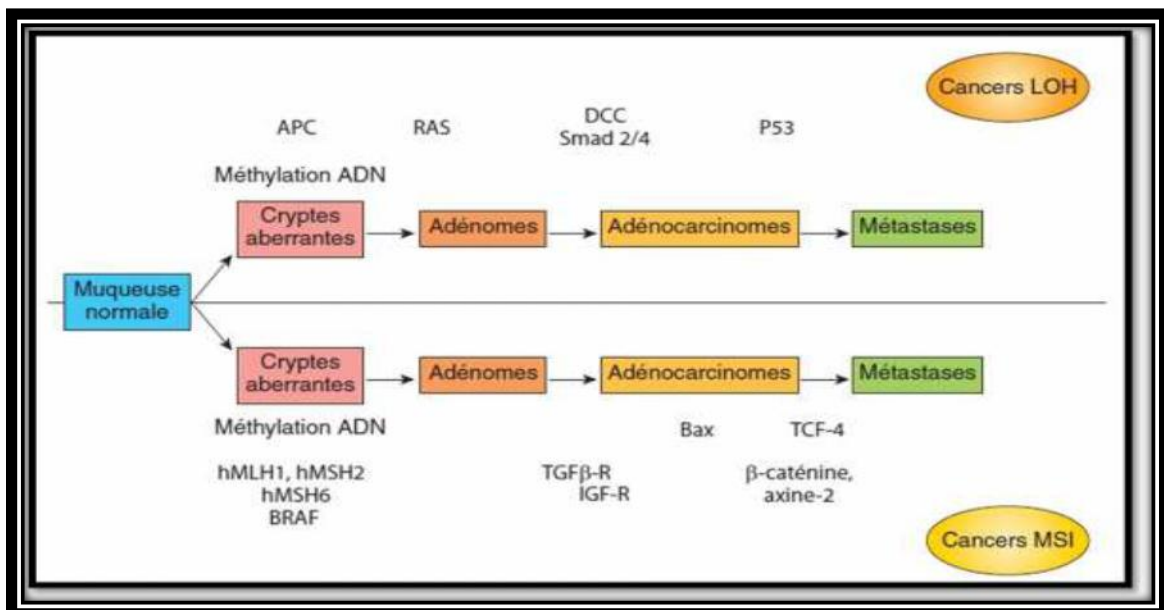 Cancers LOH
APC
RAS
DCC
Smad 2/4
P53
Méthylation ADN
Cryptes
aberrantes
Adénomes
Adénocarcinomes
Métastases
Muqueuse
normale
Cryptes
aberrantes
Adénomes
Adénocarcinomes
Métastases
Méthylation ADN
Bax
TCF-4
hMLH1, hMSH2
hMSH6
BRAF
TGFβ-R
IGF-R
β-caténine,
axine-2
Cancers MSI